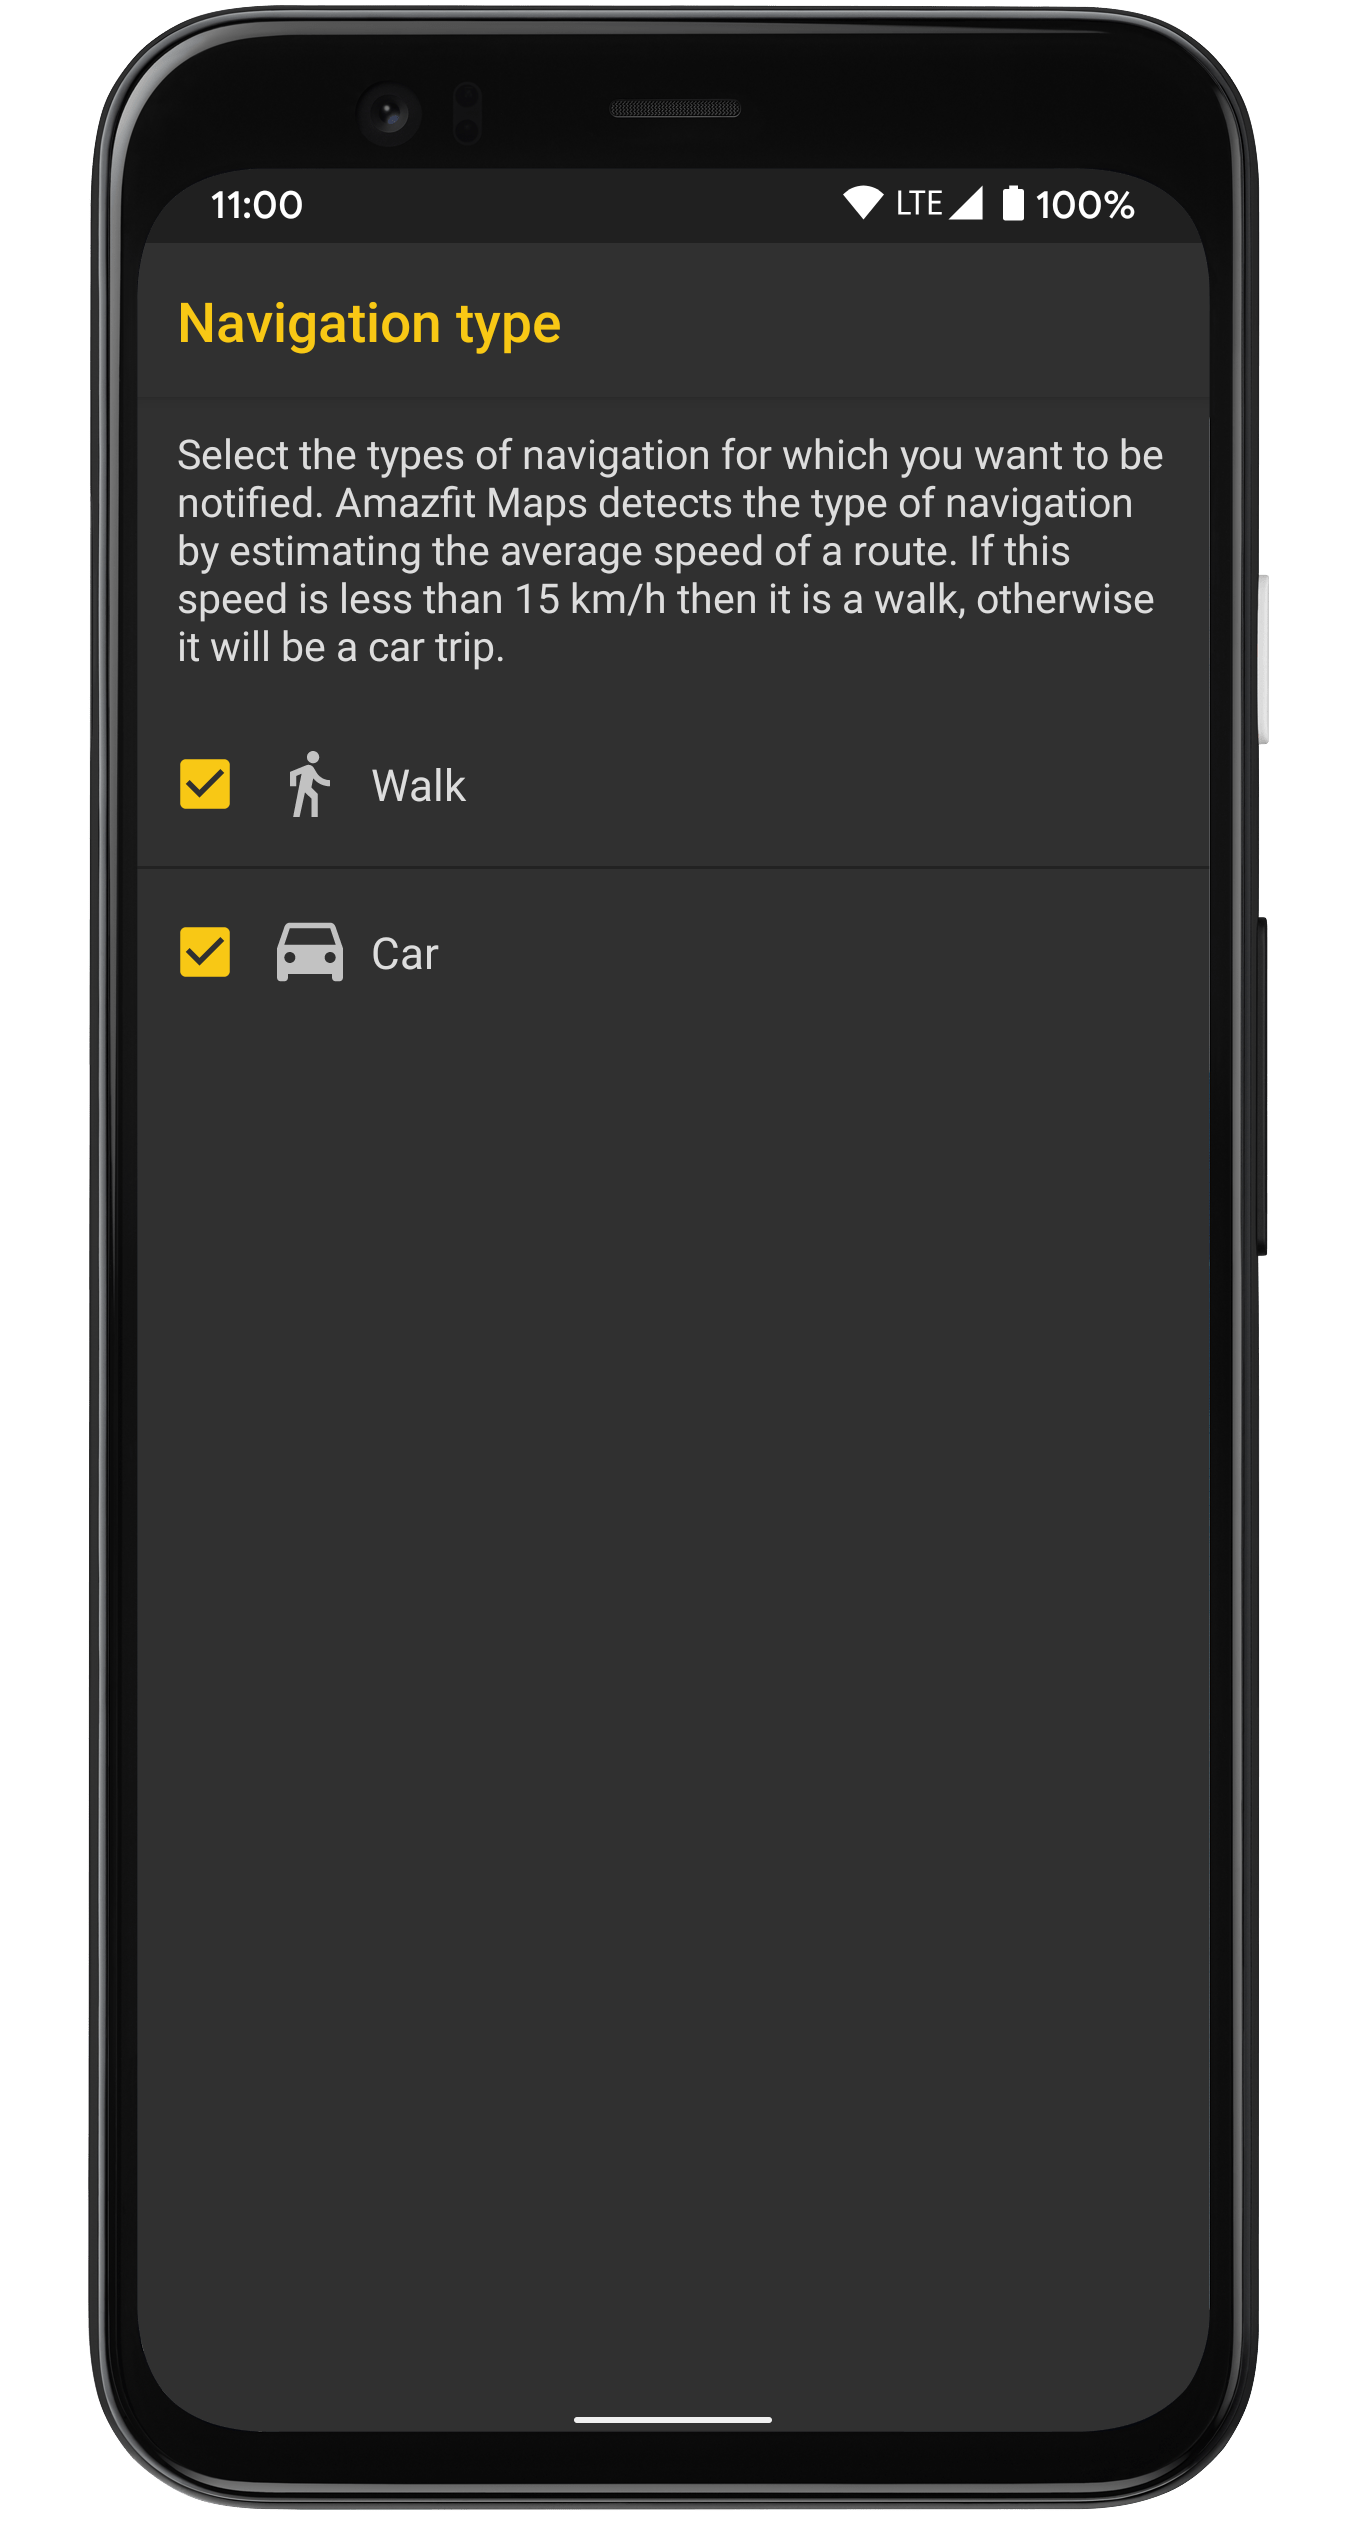 11:00 LTE 100%
Navigation type
Select the types of navigation for which you want to be
notified. Amazfit Maps detects the type of navigation
by estimating the average speed of a route. If this
speed is less than 15 km/h then it is a walk, otherwise
it will be a car trip.
Walk
Car